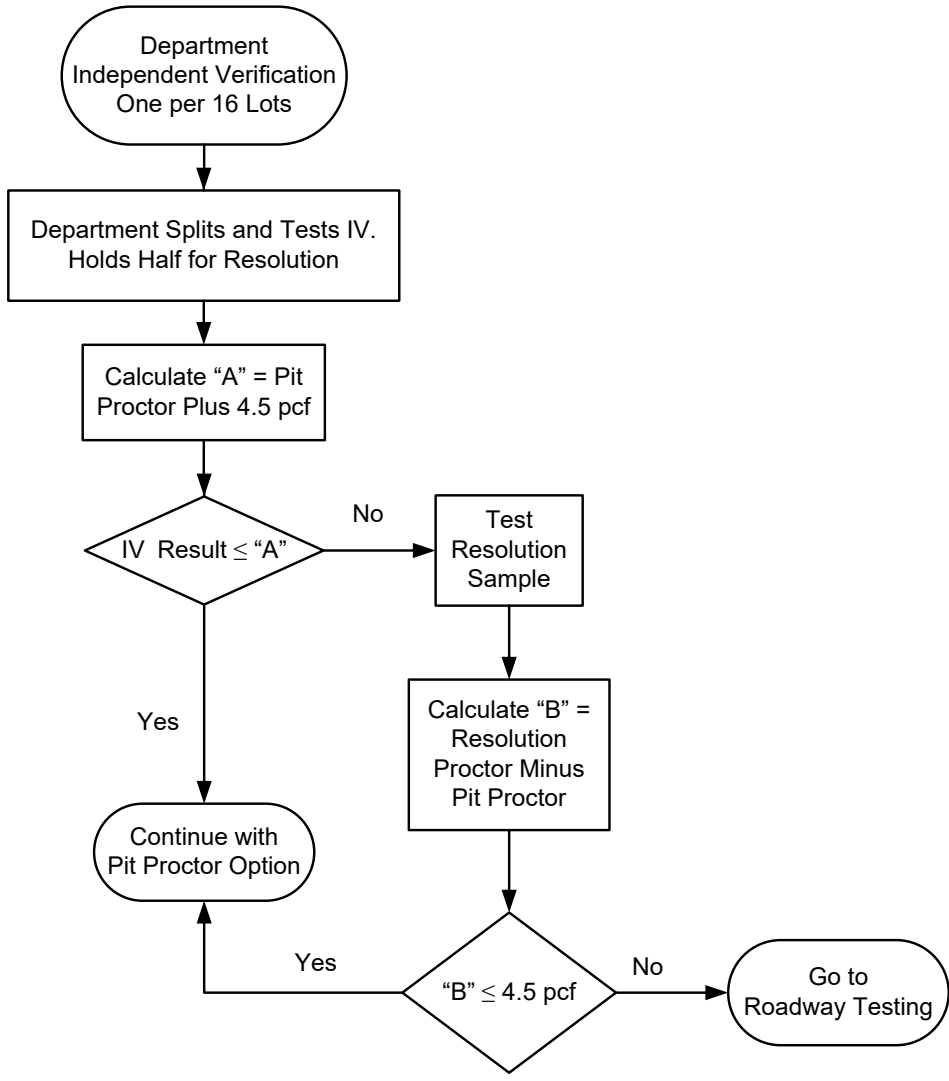 Department
Independent Verification
One per 16 Lots
Department Splits and Tests IV.
Holds Half for Resolution
Calculate “A” = Pit
Proctor Plus 4.5 pcf
IV Result ≤ “A”
No
Test
Resolution
Sample
Calculate “B” =
Resolution
Proctor Minus
Pit Proctor
Yes
Continue with
Pit Proctor Option
Yes
“B” ≤ 4.5 pcf
No
Go to
Roadway Testing